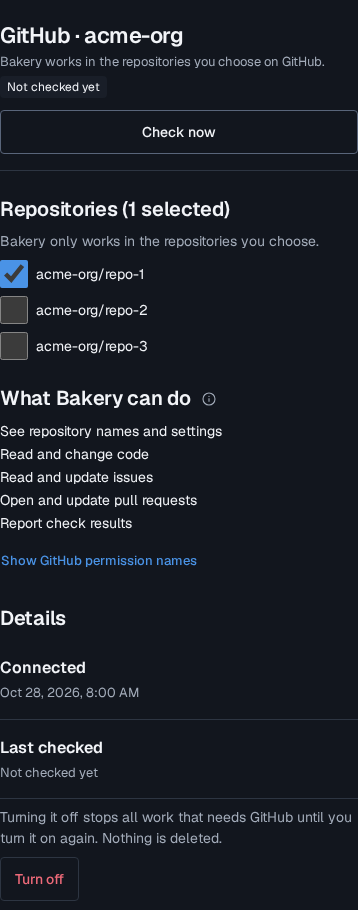 GitHub · acme-org
Bakery works in the repositories you choose on GitHub.
Not checked yet
Check now
Repositories (1 selected)
Bakery only works in the repositories you choose.
acme-org/repo-1
acme-org/repo-2
acme-org/repo-3
What Bakery can do
See repository names and settings
Read and change code
Read and update issues
Open and update pull requests
Report check results
Show GitHub permission names
Details
Connected
Oct 28, 2026, 8:00 AM
Last checked
Not checked yet
Turning it off stops all work that needs GitHub until you
turn it on again. Nothing is deleted.
Turn off